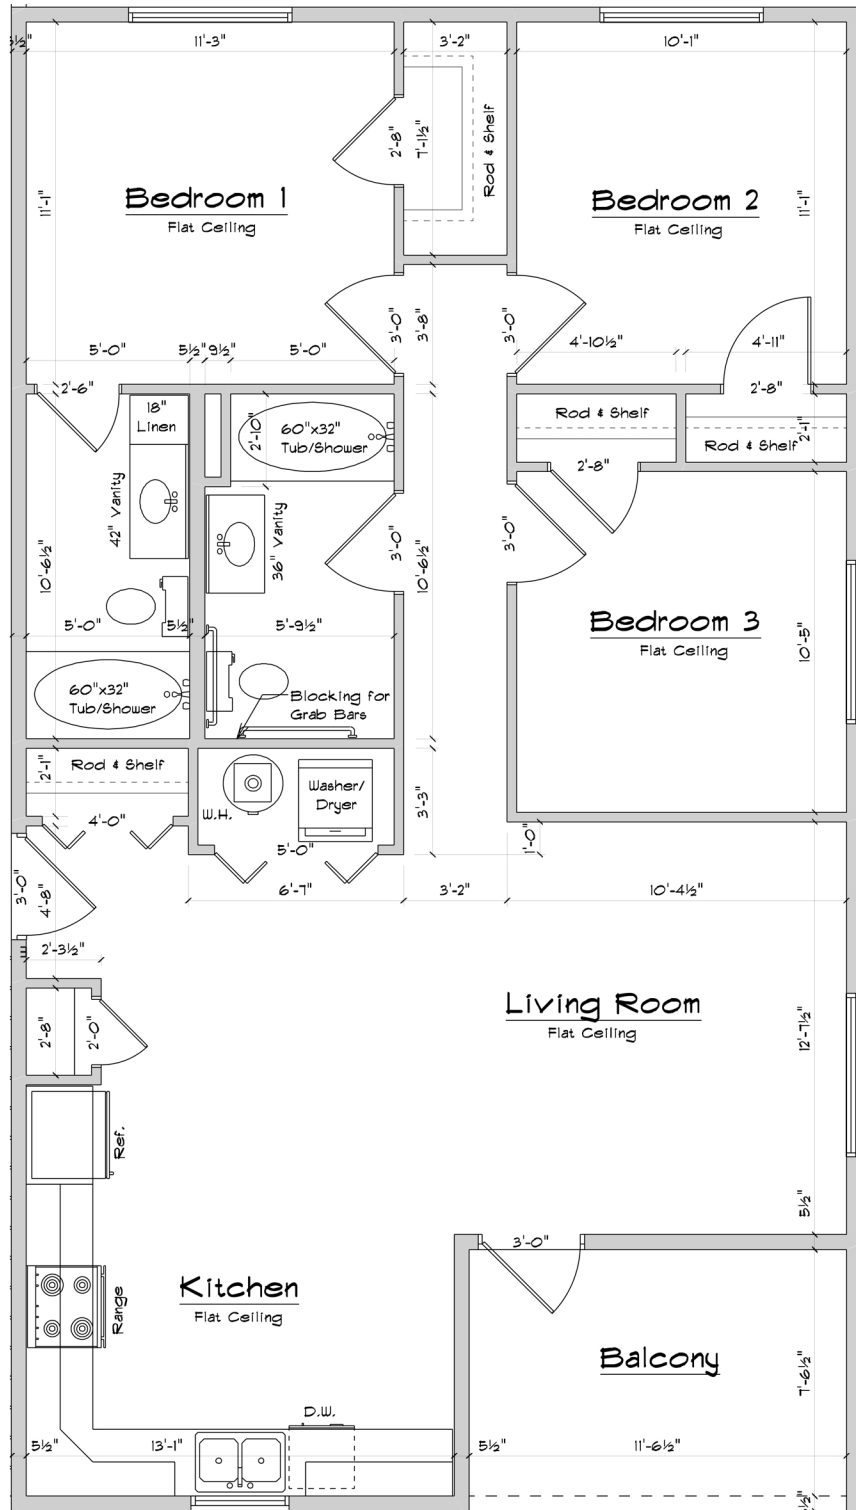 3½"
11'-3"
3'-2"
10'-1"
2'-8"
7'-1½"
Rod & Shelf
11'-1"
Bedroom 1
Flat Ceiling
Bedroom 2
Flat Ceiling
11'-1"
3'-0"
3'-8"
3'-0"
5'-0"
5½"
9½"
5'-0"
4'-10½"
4'-11"
2'-6"
2'-8"
18"
Linen
2'-10"
60"x32"
Tub/Shower
Rod & Shelf
2'-1"
Rod & Shelf
2'-8"
42" Vanity
36" Vanity
3'-0"
3'-0"
10'-6½"
10'-6½"
5'-0"
5½"
5'-9½"
Bedroom 3
Flat Ceiling
10'-5"
60"x32"
Tub/Shower
Blocking for
Grab Bars
2'-1"
Rod & Shelf
W.H.
Washer/
Dryer
3'-3"
4'-0"
5'-0"
1'-0"
3'-0"
4'-8"
6'-7"
3'-2"
10'-4½"
2'-3½"
Living Room
Flat Ceiling
2'-8"
2'-0"
12'-7½"
Ref.
5½"
3'-0"
Kitchen
Flat Ceiling
Range
Balcony
7'-6½"
D.W.
5½"
13'-1"
5½"
11'-6½"